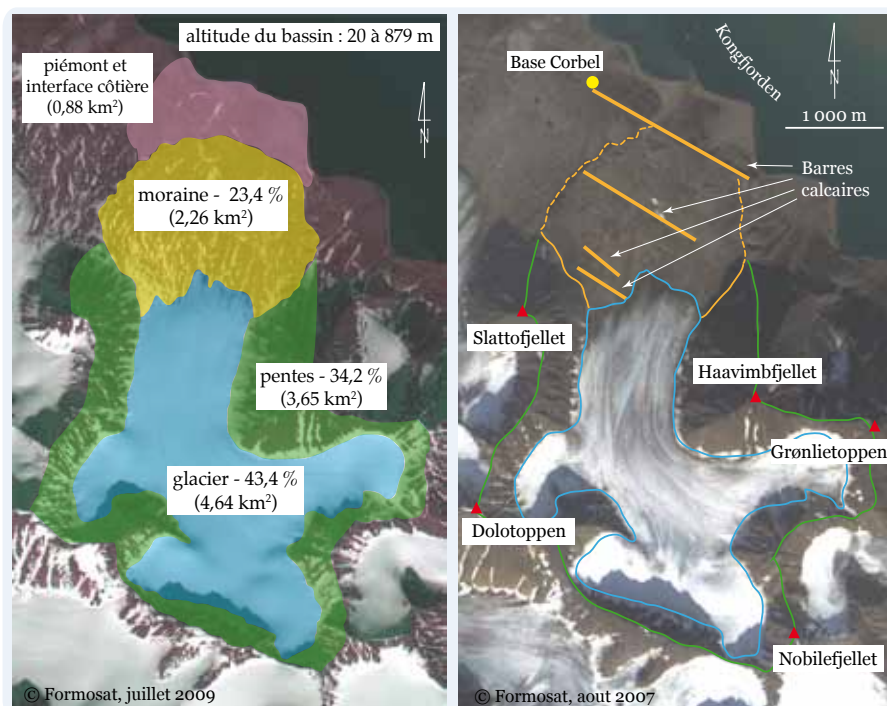 altitude du bassin : 20 à 879 m
piémont et
interface côtière
(0,88 km²)
N
moraine - 23,4 %
(2,26 km²)
pentes - 34,2 %
(3,65 km²)
glacier - 43,4 %
(4,64 km²)
© Formosat, juillet 2009
Kongfjorden
Base Corbel
N
1 000 m
Barres
calcaires
Slattofjellet
Haavimbfjellet
Grønlietoppen
Dolotoppen
Nobilefjellet
© Formosat, aout 2007